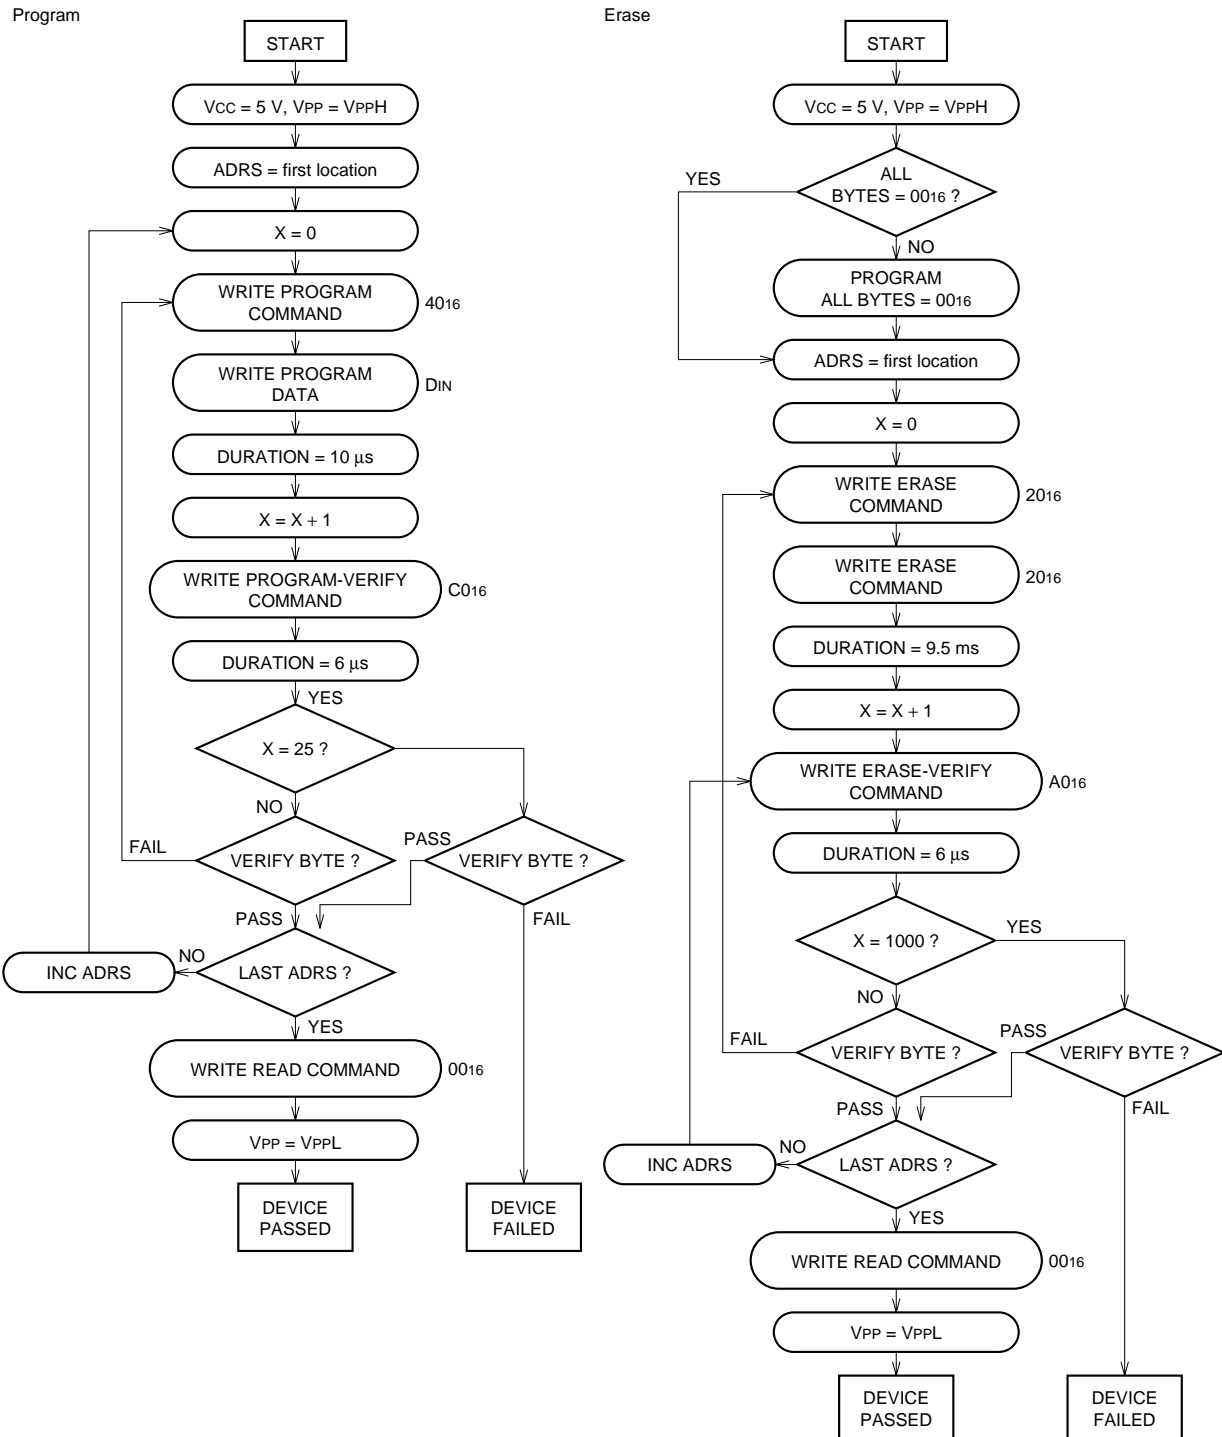 Program
START
VCC = 5 V, VPP = VPPH
ADRS = first location
X = 0
WRITE PROGRAM
COMMAND
4016
WRITE PROGRAM
DATA
DIN
DURATION = 10 µs
X = X + 1
WRITE PROGRAM-VERIFY
COMMAND
C016
DURATION = 6 µs
YES
X = 25 ?
NO
FAIL
VERIFY BYTE ?
PASS
VERIFY BYTE ?
PASS
FAIL
INC ADRS
NO
LAST ADRS ?
YES
WRITE READ COMMAND
0016
VPP = VPPL
DEVICE
PASSED
DEVICE
FAILED
Erase
START
VCC = 5 V, VPP = VPPH
YES
ALL
BYTES = 0016 ?
NO
PROGRAM
ALL BYTES = 0016
ADRS = first location
X = 0
WRITE ERASE
COMMAND
2016
WRITE ERASE
COMMAND
2016
DURATION = 9.5 ms
X = X + 1
WRITE ERASE-VERIFY
COMMAND
A016
DURATION = 6 µs
X = 1000 ?
YES
NO
FAIL
VERIFY BYTE ?
PASS
VERIFY BYTE ?
PASS
FAIL
INC ADRS
NO
LAST ADRS ?
YES
WRITE READ COMMAND
0016
VPP = VPPL
DEVICE
PASSED
DEVICE
FAILED